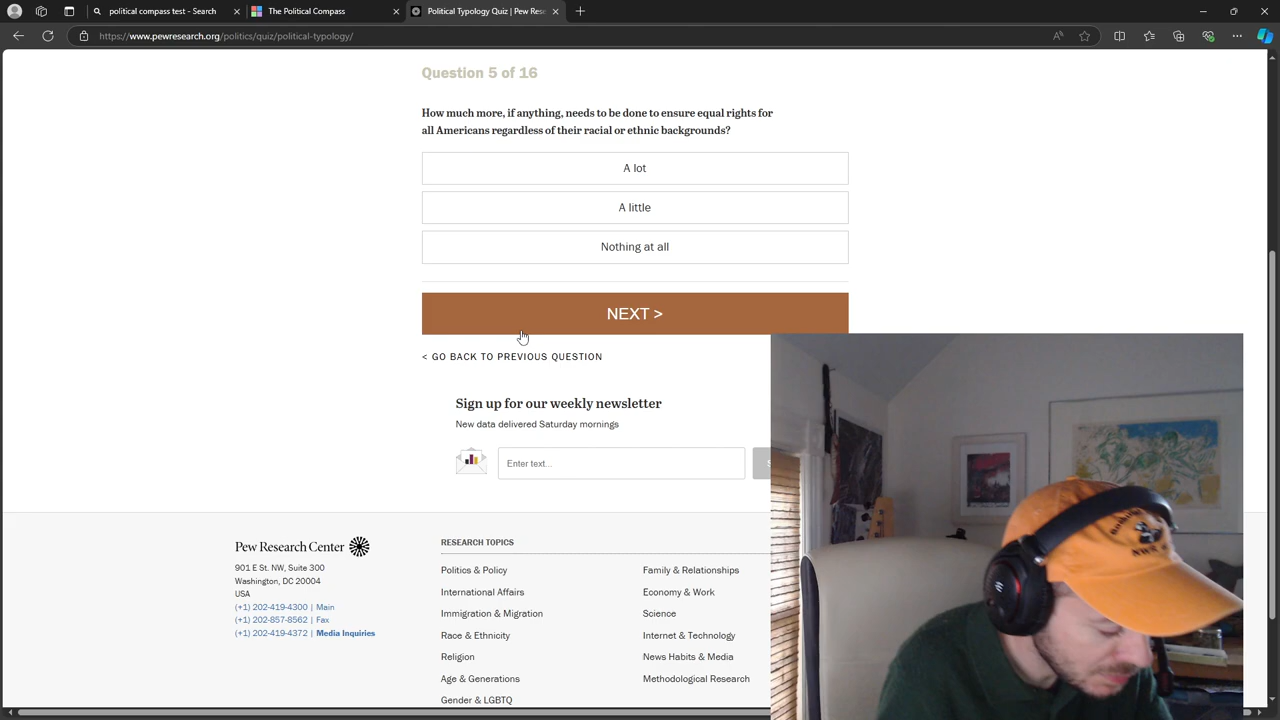 political compass test - Search
The Political Compass
Political Typology Quiz | Pew Res
https://www.pewresearch.org/politics/quiz/political-typology/
Question 5 of 16
How much more, if anything, needs to be done to ensure equal rights for
all Americans regardless of their racial or ethnic backgrounds?
A lot
A little
Nothing at all
NEXT >
< GO BACK TO PREVIOUS QUESTION
Sign up for our weekly newsletter
New data delivered Saturday mornings
Enter text...
Pew Research Center
901 E St. NW, Suite 300
Washington, DC 20004
USA
(+1) 202-419-4300 | Main
(+1) 202-857-8562 | Fax
(+1) 202-419-4372 | Media Inquiries
RESEARCH TOPICS
Politics & Policy
International Affairs
Immigration & Migration
Race & Ethnicity
Religion
Age & Generations
Gender & LGBTQ
Family & Relationships
Economy & Work
Science
Internet & Technology
News Habits & Media
Methodological Research